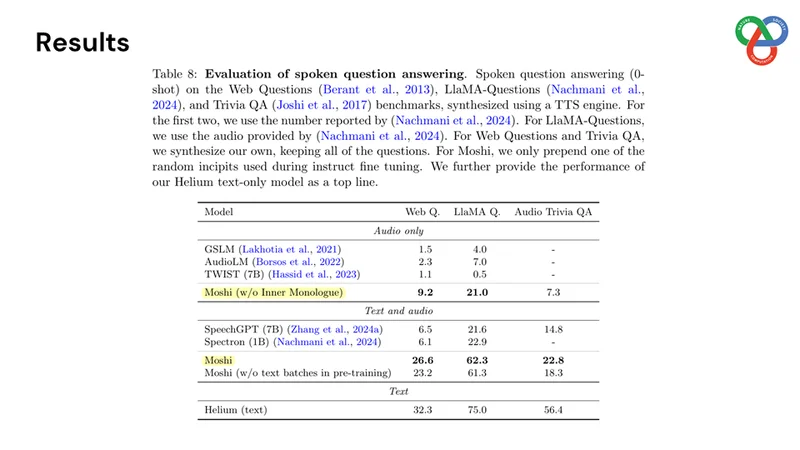 Results
Table 8: Evaluation of spoken question answering. Spoken question answering (0-
shot) on the Web Questions (Berant et al., 2013), LlaMA-Questions (Nachmani et al.,
2024), and Trivia QA (Joshi et al., 2017) benchmarks, synthesized using a TTS engine. For
the first two, we use the number reported by (Nachmani et al., 2024). For LlaMA-Questions,
we use the audio provided by (Nachmani et al., 2024). For Web Questions and Trivia QA,
we synthesize our own, keeping all of the questions. For Moshi, we only prepend one of the
random incipits used during instruct fine tuning. We further provide the performance of
our Helium text-only model as a top line.
Model Web Q. LlaMA Q. Audio Trivia QA
Audio only
GSLM (Lakhotia et al., 2021) 1.5 4.0 -
AudioLM (Borsos et al., 2022) 2.3 7.0 -
TWIST (7B) (Hassid et al., 2023) 1.1 0.5 -
Moshi (w/o Inner Monologue) 9.2 21.0 7.3
Text and audio
SpeechGPT (7B) (Zhang et al., 2024a) 6.5 21.6 14.8
Spectron (1B) (Nachmani et al., 2024) 6.1 22.9 -
Moshi 26.6 62.3 22.8
Moshi (w/o text batches in pre-training) 23.2 61.3 18.3
Text
Helium (text) 32.3 75.0 56.4